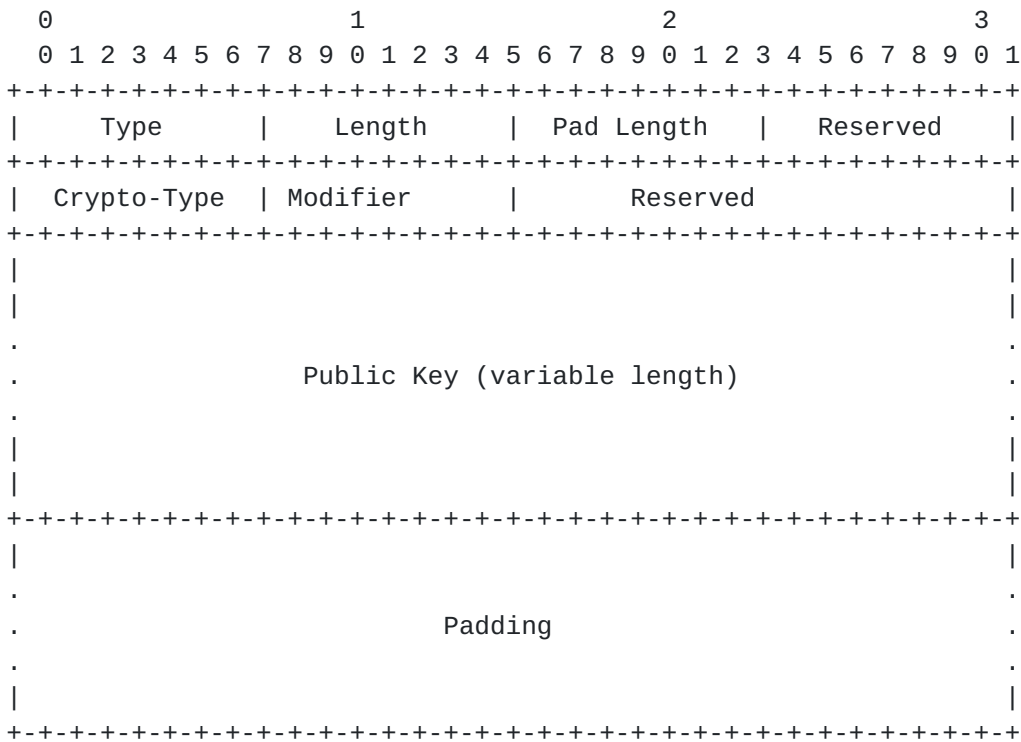 0                   1                   2                   3
 0 1 2 3 4 5 6 7 8 9 0 1 2 3 4 5 6 7 8 9 0 1 2 3 4 5 6 7 8 9 0 1
+-+-+-+-+-+-+-+-+-+-+-+-+-+-+-+-+-+-+-+-+-+-+-+-+-+-+-+-+-+-+-+-+
|     Type      |    Length     |  Pad Length   |   Reserved    |
+-+-+-+-+-+-+-+-+-+-+-+-+-+-+-+-+-+-+-+-+-+-+-+-+-+-+-+-+-+-+-+-+
|  Crypto-Type  | Modifier      |       Reserved                |
+-+-+-+-+-+-+-+-+-+-+-+-+-+-+-+-+-+-+-+-+-+-+-+-+-+-+-+-+-+-+-+-+
|                                                               |
|                                                               |
.                                                               .
.                  Public Key (variable length)                 .
.                                                               .
|                                                               |
|                                                               |
+-+-+-+-+-+-+-+-+-+-+-+-+-+-+-+-+-+-+-+-+-+-+-+-+-+-+-+-+-+-+-+-+
|                                                               |
.                                                               .
.                           Padding                             .
.                                                               .
|                                                               |
+-+-+-+-+-+-+-+-+-+-+-+-+-+-+-+-+-+-+-+-+-+-+-+-+-+-+-+-+-+-+-+-+